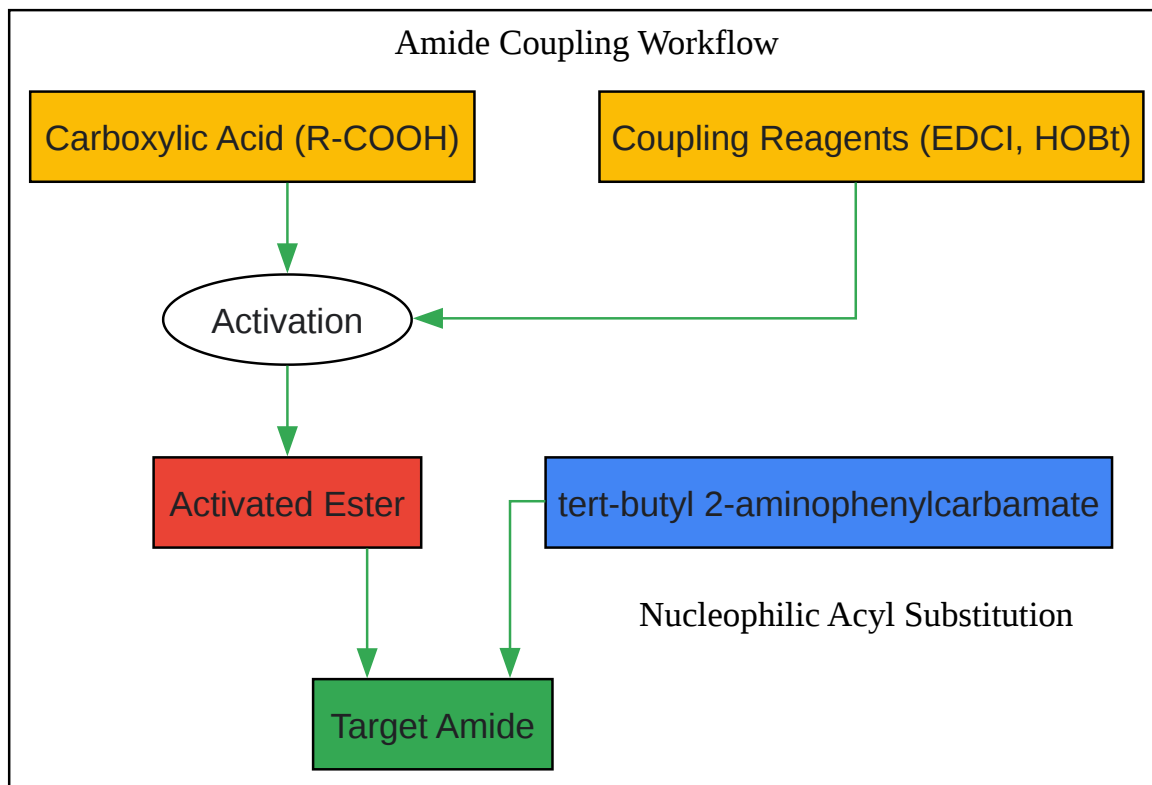 Amide Coupling Workflow
Carboxylic Acid (R-COOH)
Coupling Reagents (EDCI, HOBt)
Activation
Activated Ester
tert-butyl 2-aminophenylcarbamate
Nucleophilic Acyl Substitution
Target Amide